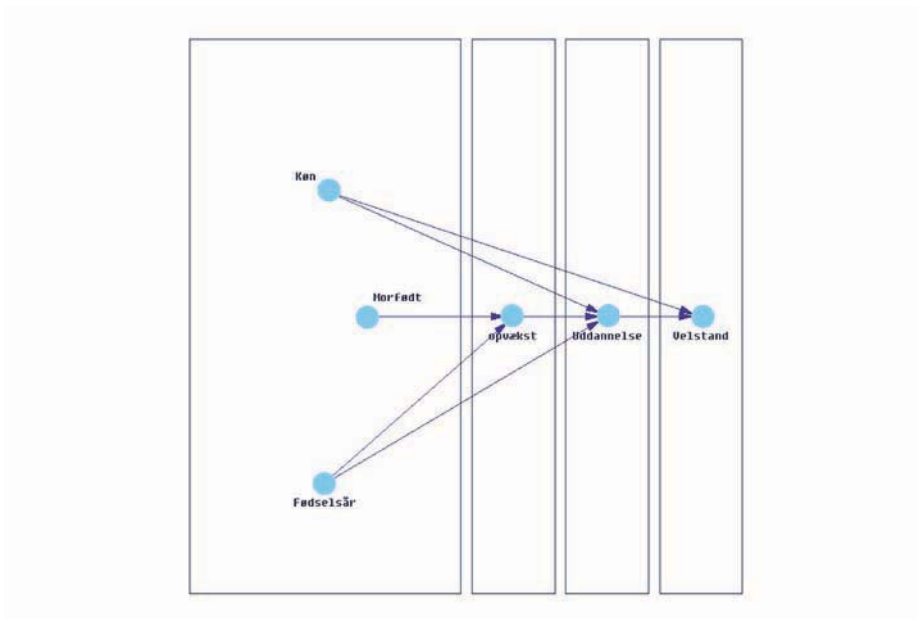 Køn
Morfødt
opvækst
Uddannelse
Velstand
Fødselsår